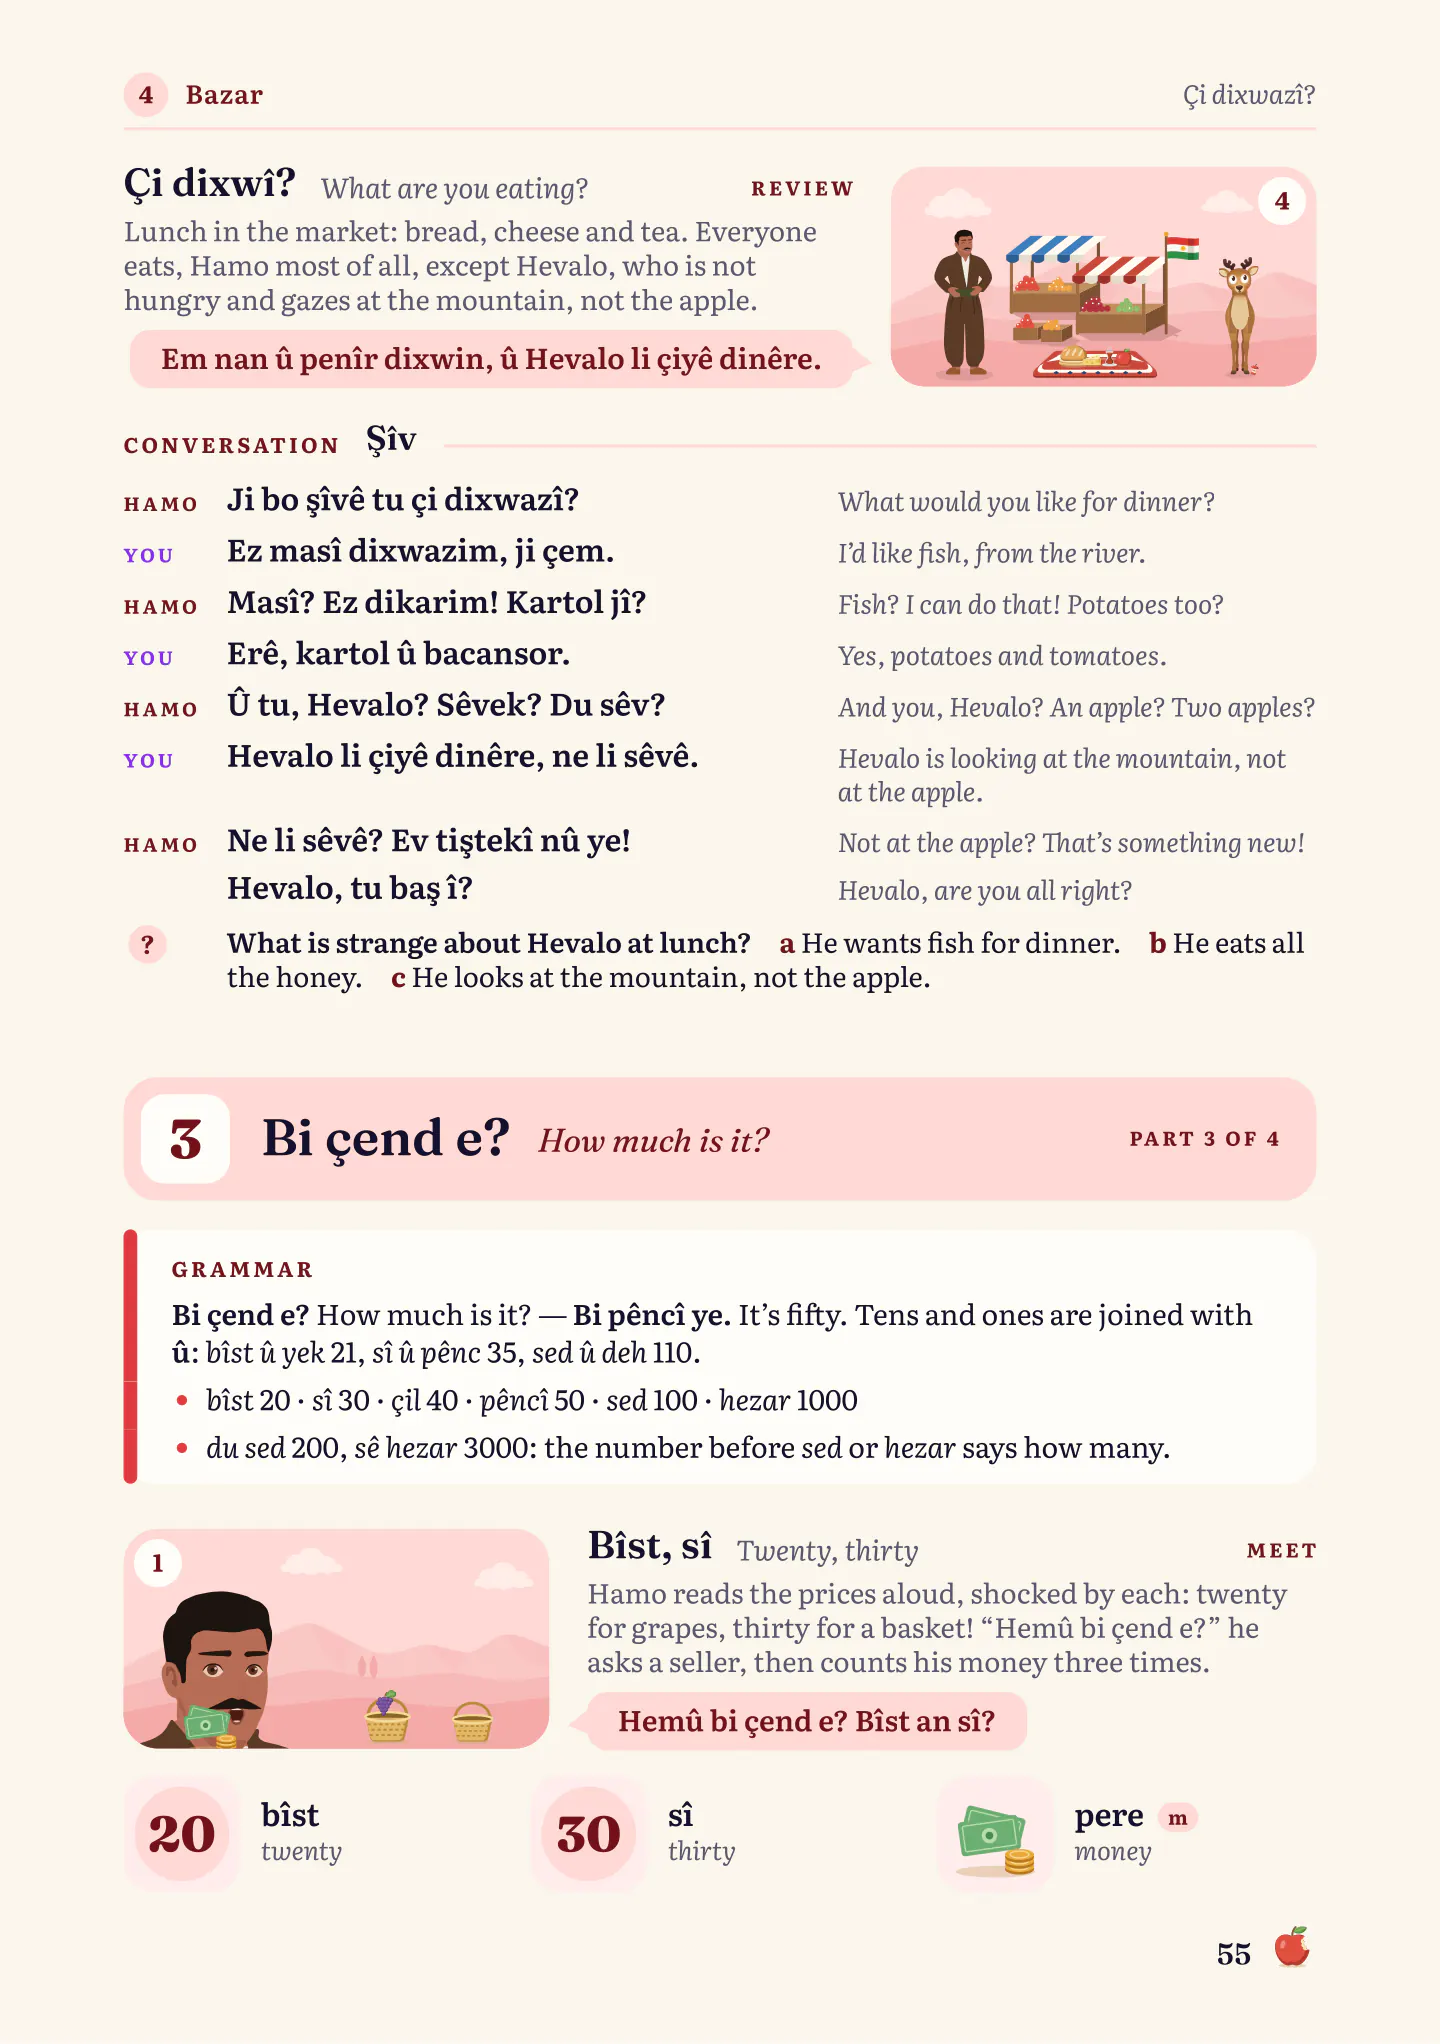 4 Bazar
Çi dixwazî?
Çi dixwî? What are you eating? REVIEW
Lunch in the market: bread, cheese and tea. Everyone
eats, Hamo most of all, except Hevalo, who is not
hungry and gazes at the mountain, not the apple.
Em nan û penîr dixwin, û Hevalo li çiyê dinêre.
4
CONVERSATION Şîv
HAMO Ji bo şîvê tu çi dixwazî? What would you like for dinner?
YOU Ez masî dixwazim, ji çem. I’d like fish, from the river.
HAMO Masî? Ez dikarim! Kartol jî? Fish? I can do that! Potatoes too?
YOU Erê, kartol û bacansor. Yes, potatoes and tomatoes.
HAMO Û tu, Hevalo? Sêvek? Du sêv? And you, Hevalo? An apple? Two apples?
YOU Hevalo li çiyê dinêre, ne li sêvê. Hevalo is looking at the mountain, not
at the apple.
HAMO Ne li sêvê? Ev tiştekî nû ye! Not at the apple? That’s something new!
Hevalo, tu baş î? Hevalo, are you all right?
? What is strange about Hevalo at lunch? a He wants fish for dinner. b He eats all
the honey. c He looks at the mountain, not the apple.
3 Bi çend e? How much is it? PART 3 OF 4
GRAMMAR
Bi çend e? How much is it? — Bi pêncî ye. It’s fifty. Tens and ones are joined with
û: bîst û yek 21, sî û pênc 35, sed û deh 110.
• bîst 20 · sî 30 · çil 40 · pêncî 50 · sed 100 · hezar 1000
• du sed 200, sê hezar 3000: the number before sed or hezar says how many.
1
Bîst, sî Twenty, thirty MEET
Hamo reads the prices aloud, shocked by each: twenty
for grapes, thirty for a basket! “Hemû bi çend e?” he
asks a seller, then counts his money three times.
Hemû bi çend e? Bîst an sî?
20 bîst 30 sî pere m
twenty thirty money
55